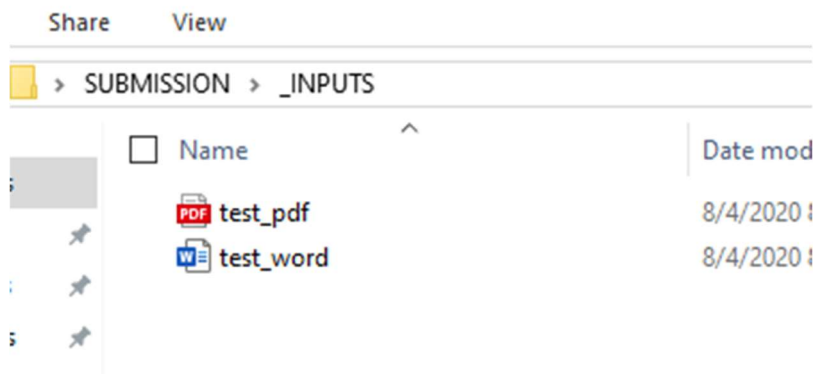 Share View
> SUBMISSION > _INPUTS
Name Date mod
PDF test_pdf 8/4/2020
W test_word 8/4/2020